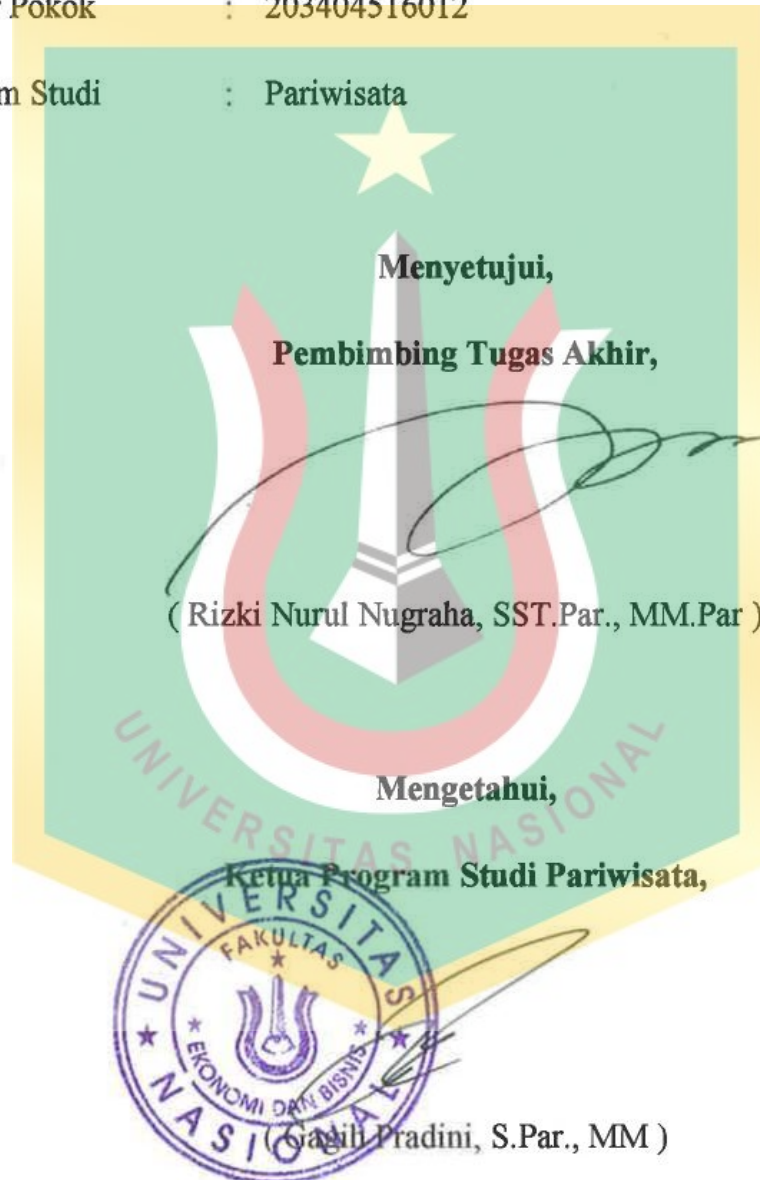 Pokok : 203404516012
m Studi : Pariwisata
Menyetujui,
Pembimbing Tugas Akhir,
( Rizki Nurul Nugraha, SST.Par., MM.Par )
Mengetahui,
UNIVERSITAS NASIONAL
Ketua Program Studi Pariwisata,
UNIVERSITAS NASIONAL
FAKULTAS
EKONOMI DAN BISNIS
( Gagih Pradini, S.Par., MM )